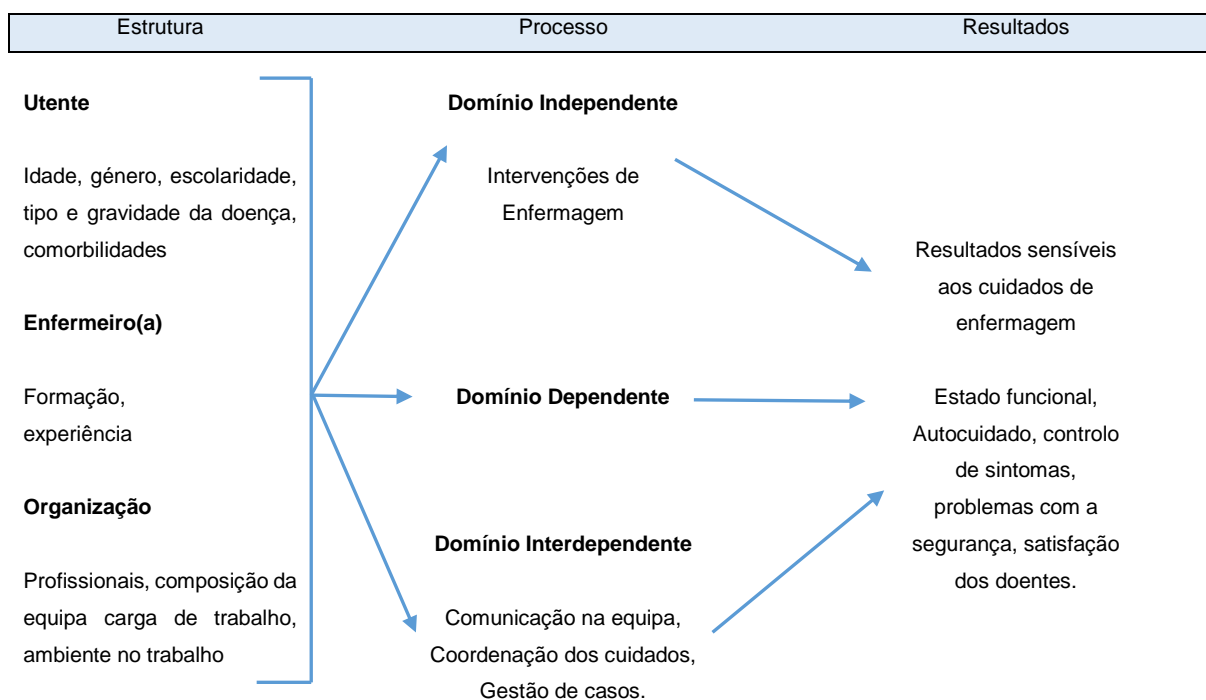 Estrutura
Processo
Resultados
Utente
Idade, género, escolaridade,
tipo e gravidade da doença,
comorbilidades
Enfermeiro(a)
Formação,
experiência
Organização
Profissionais, composição da
equipa carga de trabalho,
ambiente no trabalho
Domínio Independente
Intervenções de
Enfermagem
Domínio Dependente
Domínio Interdependente
Comunicação na equipa,
Coordenação dos cuidados,
Gestão de casos.
Resultados sensíveis
aos cuidados de
enfermagem
Estado funcional,
Autocuidado, controlo
de sintomas,
problemas com a
segurança, satisfação
dos doentes.